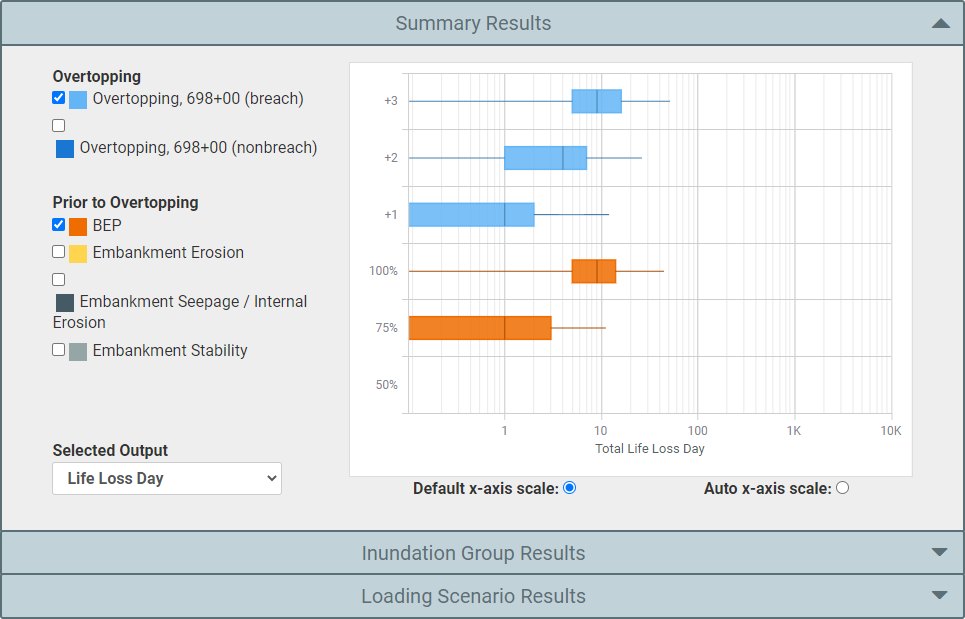 Summary Results
Overtopping
Overtopping, 698+00 (breach)
Overtopping, 698+00 (nonbreach)
Prior to Overtopping
BEP
Embankment Erosion
Embankment Seepage / Internal
Erosion
Embankment Stability
Selected Output
Life Loss Day
+3
+2
+1
100%
75%
50%
1 10 100 1K 10K
Total Life Loss Day
Default x-axis scale: Auto x-axis scale:
Inundation Group Results
Loading Scenario Results